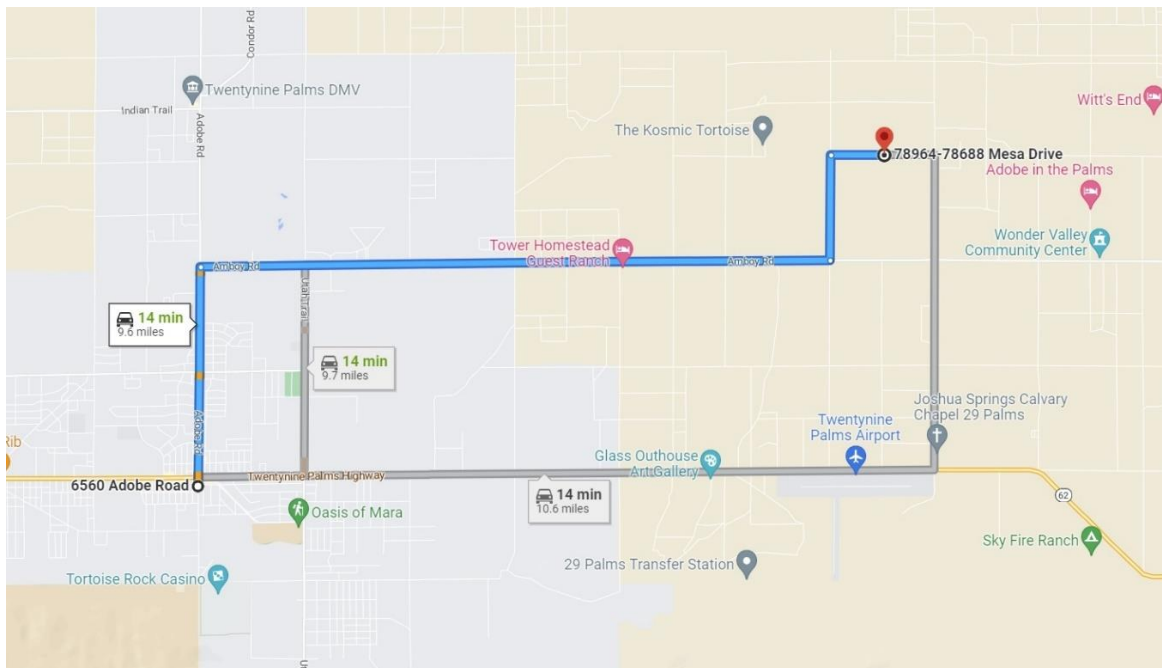 Condor Rd
Twentynine Palms DMV
Indian Trail
Adobe Rd
Witt's End
The Kosmic Tortoise
78964-78688 Mesa Drive
Adobe in the Palms
Wonder Valley
Community Center
Tower Homestead
Guest Ranch
Amboy Rd
Amboy Rd
Utah Trail
14 min
9.6 miles
14 min
9.7 miles
Adobe Rd
Joshua Springs Calvary
Chapel 29 Palms
Twentynine
Palms Airport
Rib
Glass Outhouse
Art Gallery
Twentynine Palms Highway
6560 Adobe Road
14 min
10.6 miles
62
Oasis of Mara
Sky Fire Ranch
29 Palms Transfer Station
Tortoise Rock Casino